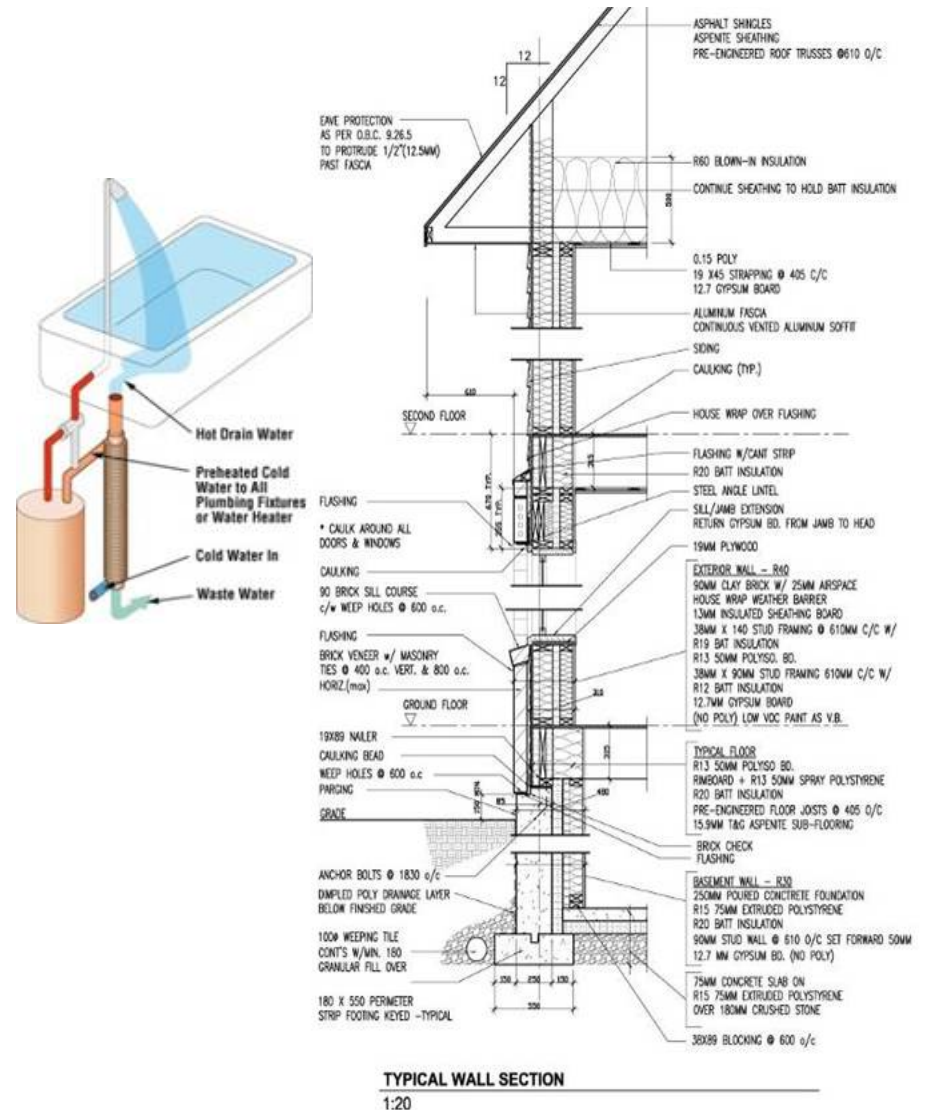 Hot Drain Water
Preheated Cold
Water to All
Plumbing Fixtures
or Water Heater
Cold Water In
Waste Water
12
12
EAVE PROTECTION
AS PER O.B.C. 9.26.5
TO PROTRUDE 1/2"(12.5MM)
PAST FASCIA
610
SECOND FLOOR
FLASHING
* CAULK AROUND ALL
DOORS & WINDOWS
CAULKING
90 BRICK SILL COURSE
c/w WEEP HOLES @ 600 o.c.
FLASHING
BRICK VENEER w/ MASONRY
TIES @ 400 o.c. VERT. & 800 o.c.
HORIZ.(max)
GROUND FLOOR
19X89 NAILER
CAULKING BEAD
WEEP HOLES @ 600 o.c
PARGING
GRADE
85
ANCHOR BOLTS @ 1830 o/c
DIMPLED POLY DRAINAGE LAYER
BELOW FINISHED GRADE
100ø WEEPING TILE
CONT'S W/MIN. 180
GRANULAR FILL OVER
180 X 550 PERIMETER
STRIP FOOTING KEYED -TYPICAL
150 250 150
550
ASPHALT SHINGLES
ASPENITE SHEATHING
PRE-ENGINEERED ROOF TRUSSES @610 O/C
R60 BLOWN-IN INSULATION
CONTINUE SHEATHING TO HOLD BATT INSULATION
0.15 POLY
19 X45 STRAPPING @ 405 C/C
12.7 GYPSUM BOARD
ALUMINUM FASCIA
CONTINUOUS VENTED ALUMINUM SOFFIT
SIDING
CAULKING (TYP.)
HOUSE WRAP OVER FLASHING
FLASHING W/CANT STRIP
R20 BATT INSULATION
STEEL ANGLE LINTEL
SILL/JAMB EXTENSION
RETURN GYPSUM BD. FROM JAMB TO HEAD
19MM PLYWOOD
EXTERIOR WALL - R40
90MM CLAY BRICK W/ 25MM AIRSPACE
HOUSE WRAP WEATHER BARRIER
13MM INSULATED SHEATHING BOARD
38MM X 140 STUD FRAMING @ 610MM C/C W/
R19 BAT INSULATION
R13 50MM POLYISO. BD.
38MM X 90MM STUD FRAMING 610MM C/C W/
R12 BATT INSULATION
12.7MM GYPSUM BOARD
(NO POLY) LOW VOC PAINT AS V.B.
TYPICAL FLOOR
R13 50MM POLYISO BD.
RIMBOARD + R13 50MM SPRAY POLYSTYRENE
R20 BATT INSULATION
PRE-ENGINEERED FLOOR JOISTS @ 405 O/C
15.9MM T&G ASPENITE SUB-FLOORING
BRICK CHECK
FLASHING
BASEMENT WALL - R30
250MM POURED CONCRETE FOUNDATION
R15 75MM EXTRUDED POLYSTYRENE
R20 BATT INSULATION
90MM STUD WALL @ 610 O/C SET FORWARD 50MM
12.7 MM GYPSUM BD. (NO POLY)
75MM CONCRETE SLAB ON
R15 75MM EXTRUDED POLYSTYRENE
OVER 180MM CRUSHED STONE
38X89 BLOCKING @ 600 o/c
TYPICAL WALL SECTION
1:20